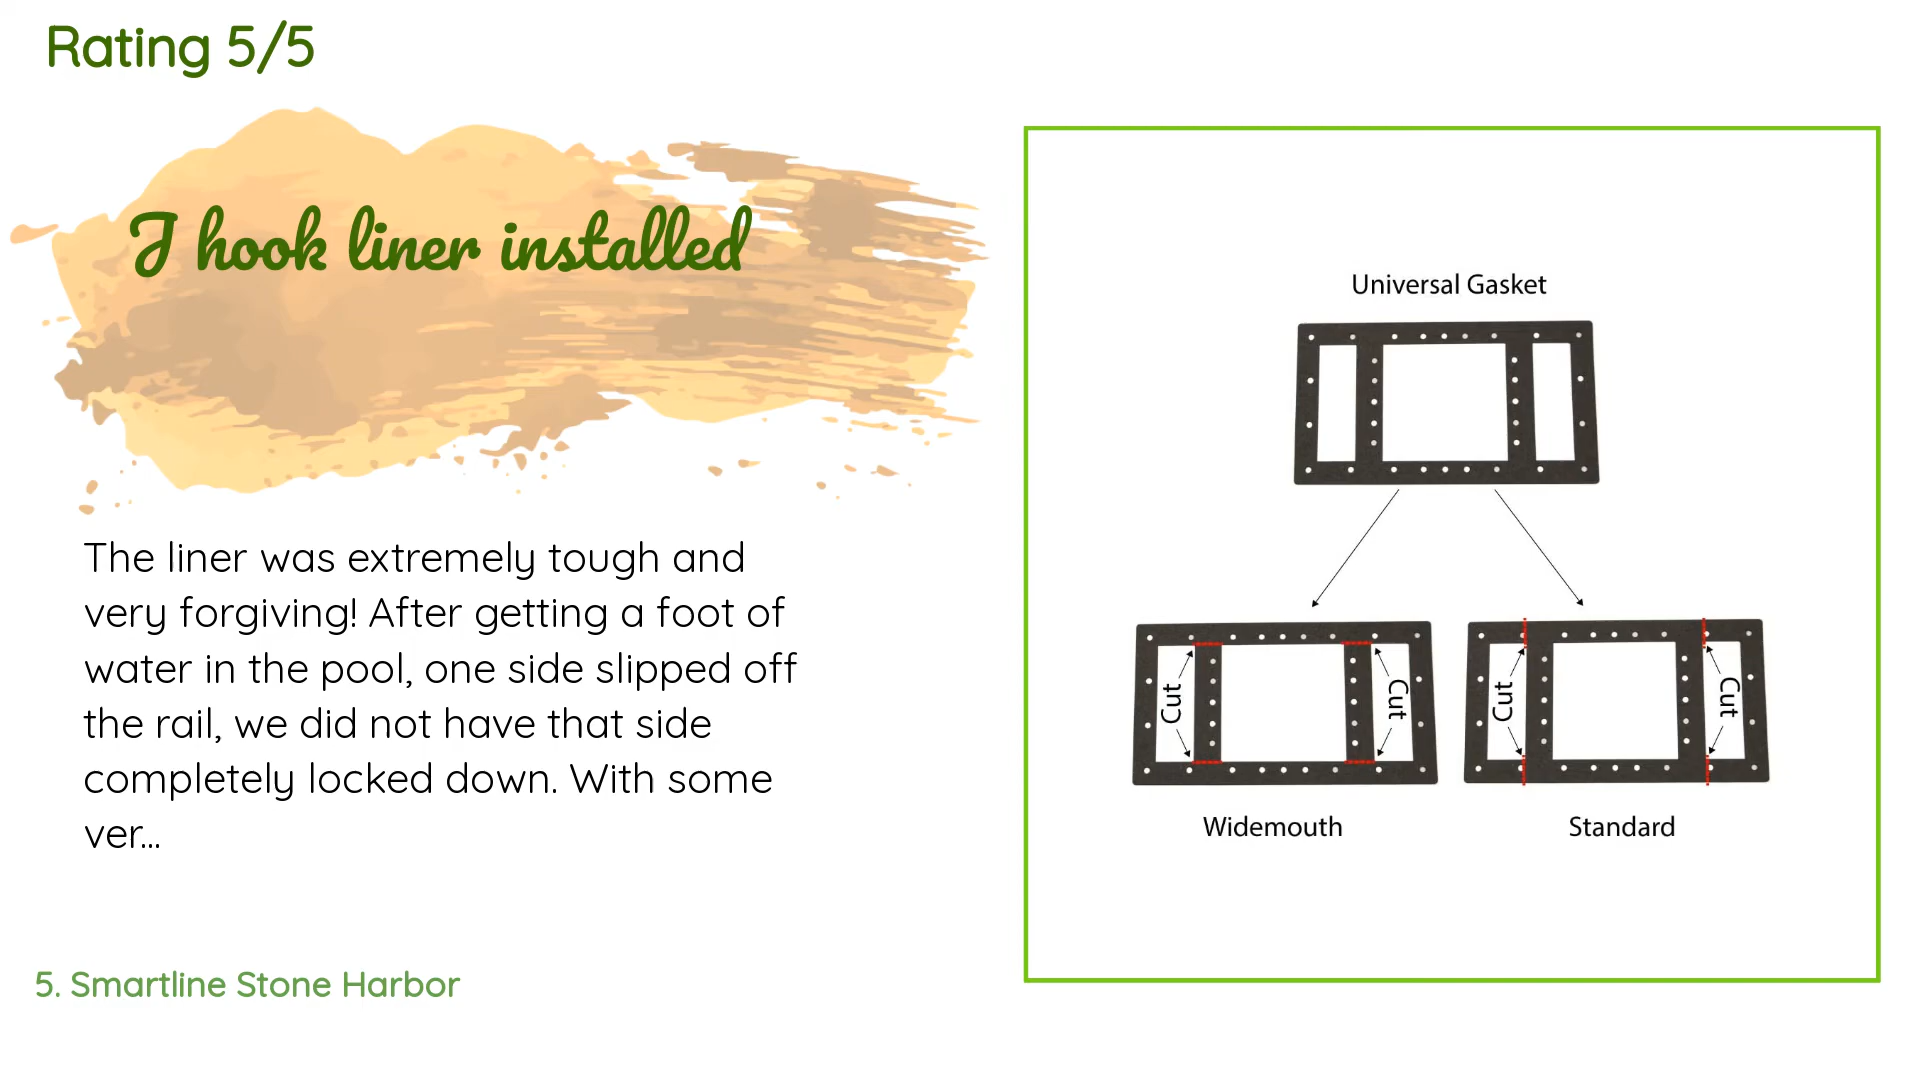 Rating 5/5
J hook liner installed
The liner was extremely tough and
very forgiving! After getting a foot of
water in the pool, one side slipped off
the rail, we did not have that side
completely locked down. With some
ver...
5. Smartline Stone Harbor
Universal Gasket
Cut
Cut
Cut
Cut
Widemouth
Standard